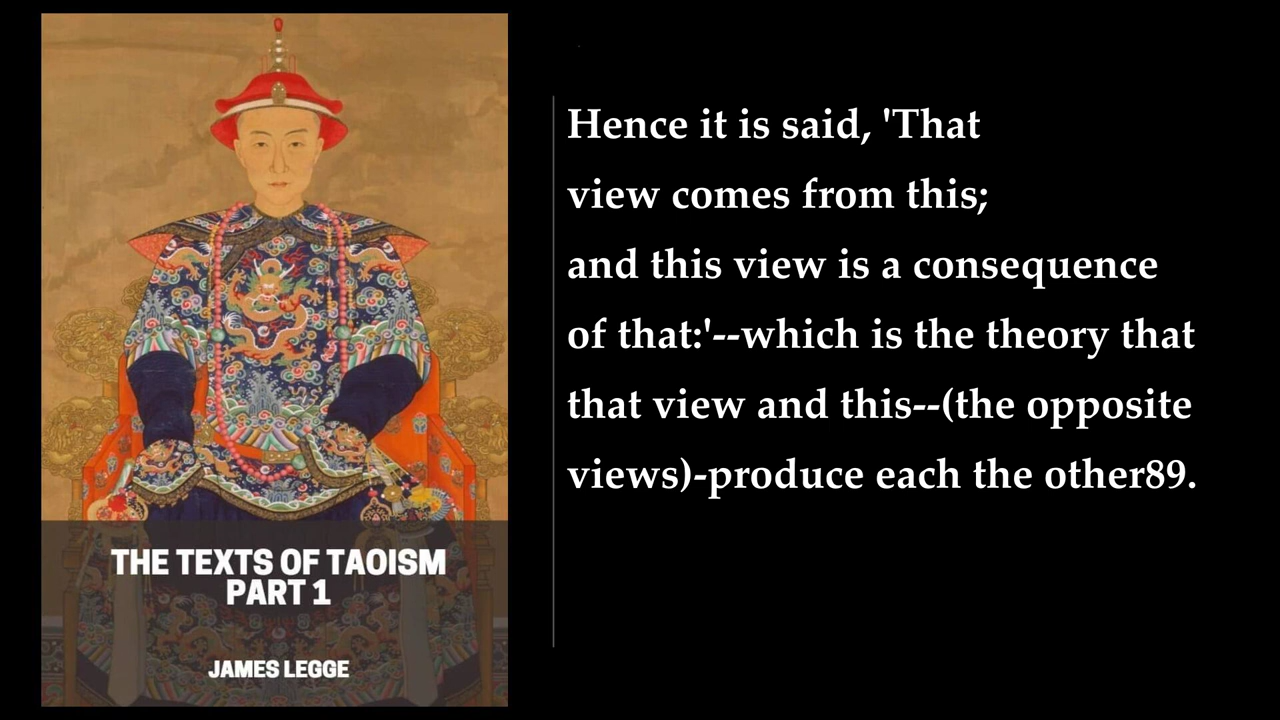 THE TEXTS OF TAOISM
PART 1
JAMES LEGGE
Hence it is said, 'That
view comes from this;
and this view is a consequence
of that:'--which is the theory that
that view and this--(the opposite
views)-produce each the other89.